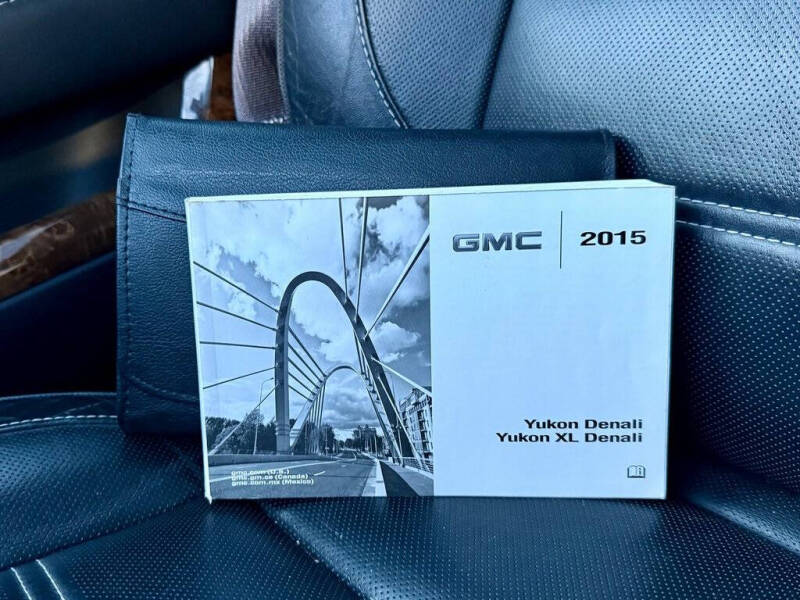 GMC 2015
Yukon Denali
Yukon XL Denali
gmc.com (U.S.)
gmc.gm.ca (Canada)
gmc.com.mx (Mexico)